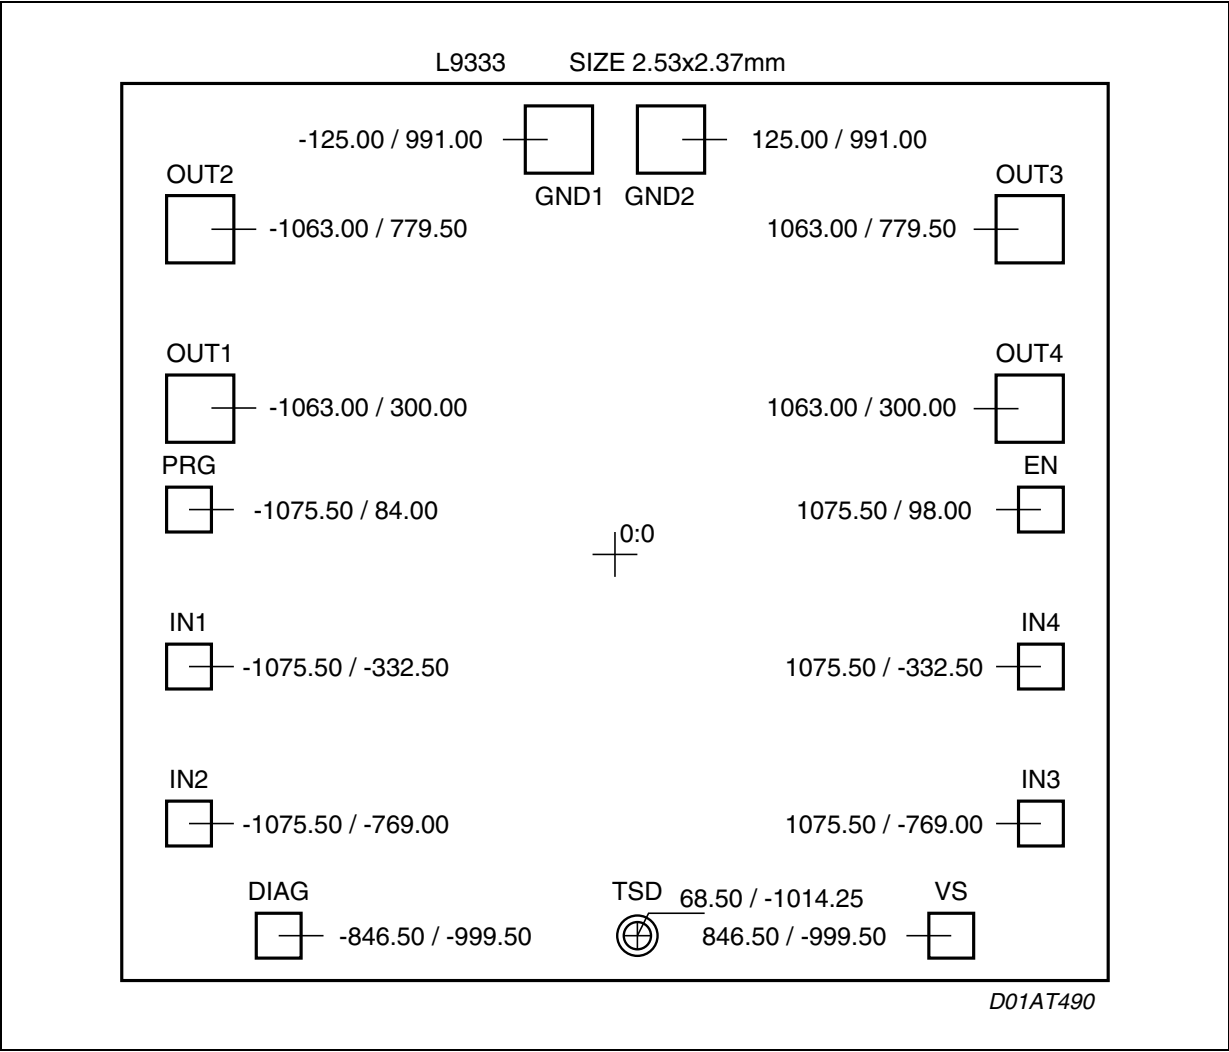 L9333 SIZE 2.53x2.37mm
-125.00 / 991.00 125.00 / 991.00
OUT2 OUT3
GND1 GND2
-1063.00 / 779.50 1063.00 / 779.50
OUT1 OUT4
-1063.00 / 300.00 1063.00 / 300.00
PRG EN
-1075.50 / 84.00 1075.50 / 98.00
0:0
IN1 IN4
-1075.50 / -332.50 1075.50 / -332.50
IN2 IN3
-1075.50 / -769.00 1075.50 / -769.00
DIAG TSD 68.50 / -1014.25 VS
-846.50 / -999.50 846.50 / -999.50
D01AT490